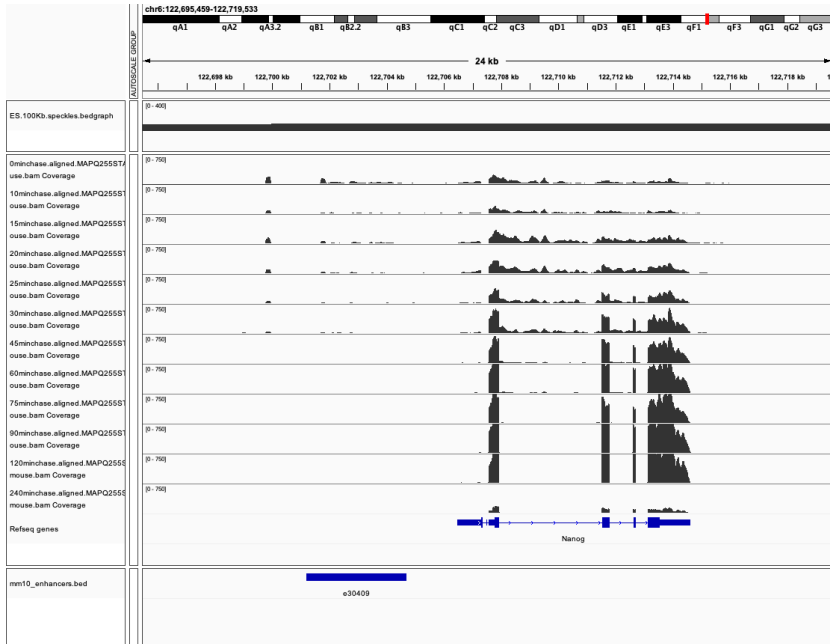 chr6:122,695,459-122,719,533
qA1 qA2 qA3.2 qB1 qB2.2 qB3 qC1 qC2 qC3 qD1 qD3 qE1 qE3 qF1 qF3 qG1 qG2 qG3
AUTOSCALE GROUP
24 kb
122,698 kb 122,700 kb 122,702 kb 122,704 kb 122,706 kb 122,708 kb 122,710 kb 122,712 kb 122,714 kb 122,716 kb 122,718 kb
ES.100Kb.speckles.bedgraph
[0 - 400]
0minchase.aligned.MAPQ255STA
use.bam Coverage
[0 - 750]
10minchase.aligned.MAPQ255ST
ouse.bam Coverage
[0 - 750]
15minchase.aligned.MAPQ255ST
ouse.bam Coverage
[0 - 750]
20minchase.aligned.MAPQ255ST
ouse.bam Coverage
[0 - 750]
25minchase.aligned.MAPQ255ST
ouse.bam Coverage
[0 - 750]
30minchase.aligned.MAPQ255ST
ouse.bam Coverage
[0 - 750]
45minchase.aligned.MAPQ255ST
ouse.bam Coverage
[0 - 750]
60minchase.aligned.MAPQ255ST
ouse.bam Coverage
[0 - 750]
75minchase.aligned.MAPQ255ST
ouse.bam Coverage
[0 - 750]
90minchase.aligned.MAPQ255ST
ouse.bam Coverage
[0 - 750]
120minchase.aligned.MAPQ255S
mouse.bam Coverage
[0 - 750]
240minchase.aligned.MAPQ255S
mouse.bam Coverage
[0 - 750]
Refseq genes
Nanog
mm10_enhancers.bed
e30409